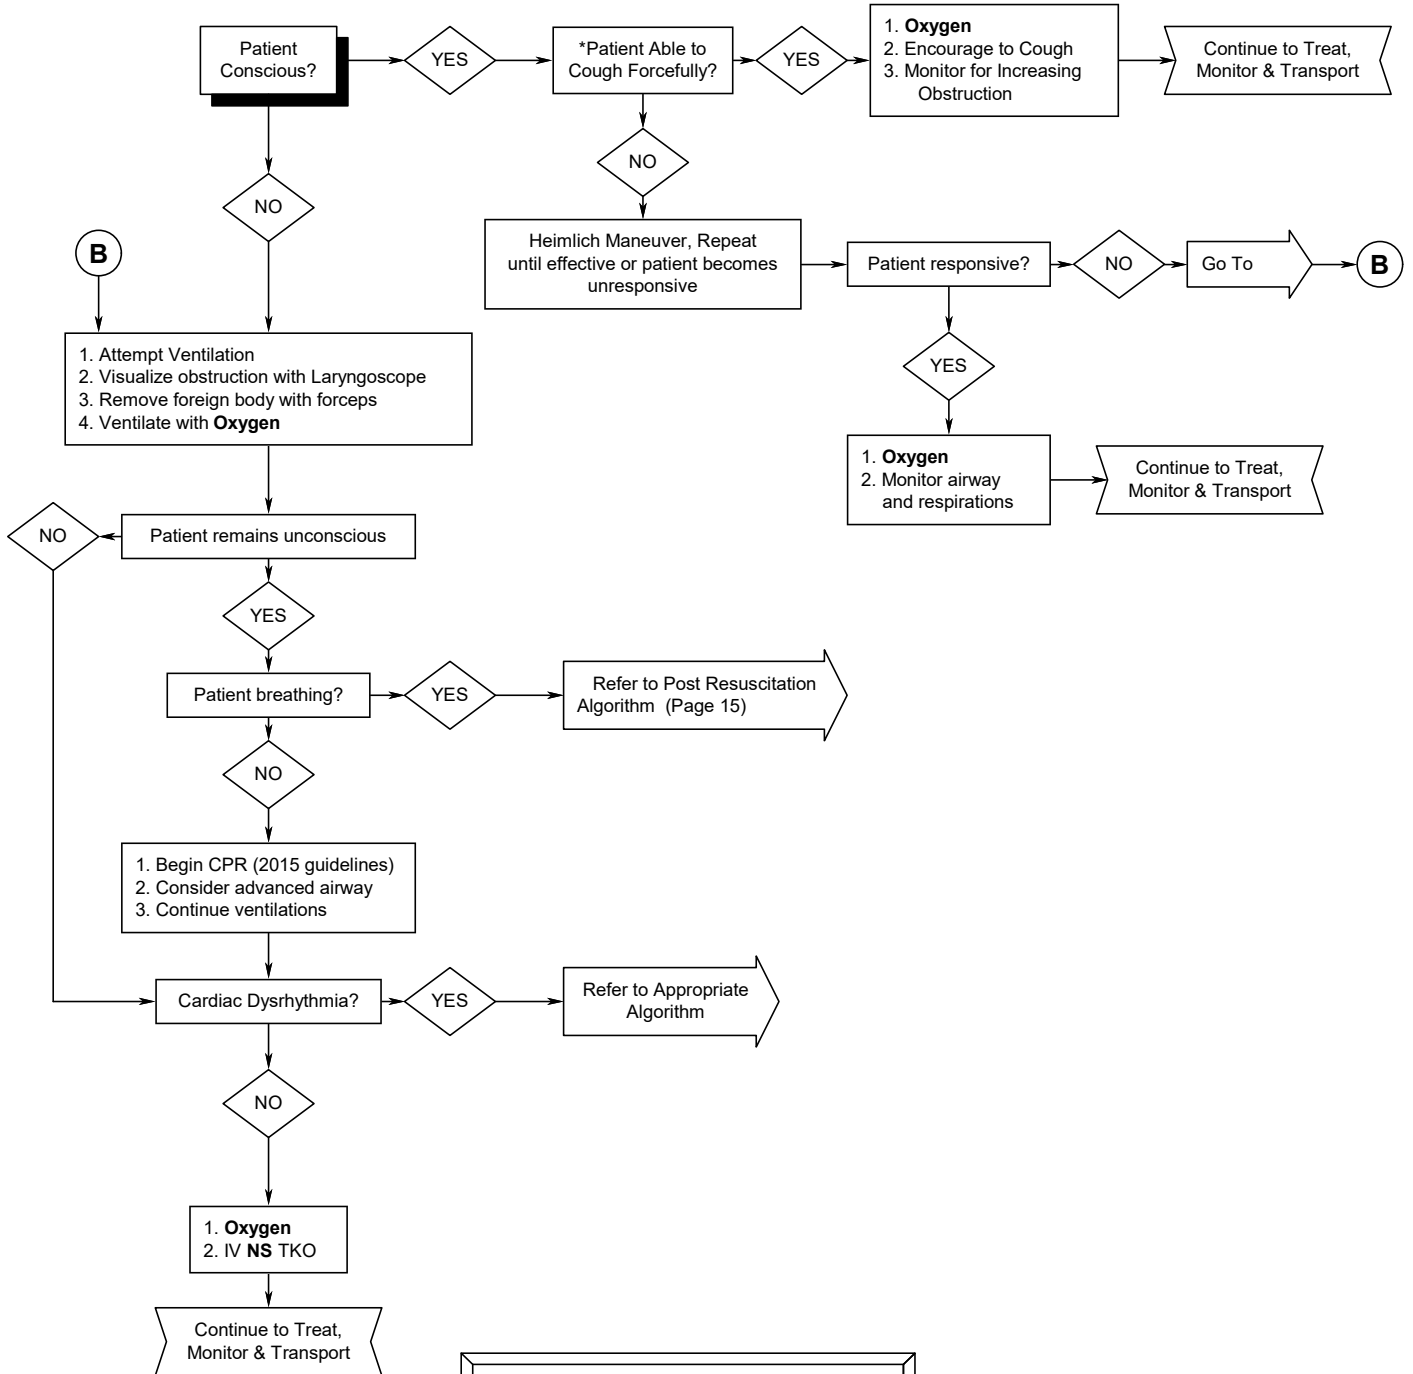 Patient
Conscious?
YES
*Patient Able to
Cough Forcefully?
YES
1. Oxygen
2. Encourage to Cough
3. Monitor for Increasing
Obstruction
Continue to Treat,
Monitor & Transport
NO
NO
Heimlich Maneuver, Repeat
until effective or patient becomes
unresponsive
Patient responsive?
NO
Go To
B
B
YES
1. Attempt Ventilation
2. Visualize obstruction with Laryngoscope
3. Remove foreign body with forceps
4. Ventilate with Oxygen
1. Oxygen
2. Monitor airway
and respirations
Continue to Treat,
Monitor & Transport
NO
Patient remains unconscious
YES
Patient breathing?
YES
Refer to Post Resuscitation
Algorithm (Page 15)
NO
1. Begin CPR (2015 guidelines)
2. Consider advanced airway
3. Continue ventilations
Cardiac Dysrhythmia?
YES
Refer to Appropriate
Algorithm
NO
1. Oxygen
2. IV NS TKO
Continue to Treat,
Monitor & Transport